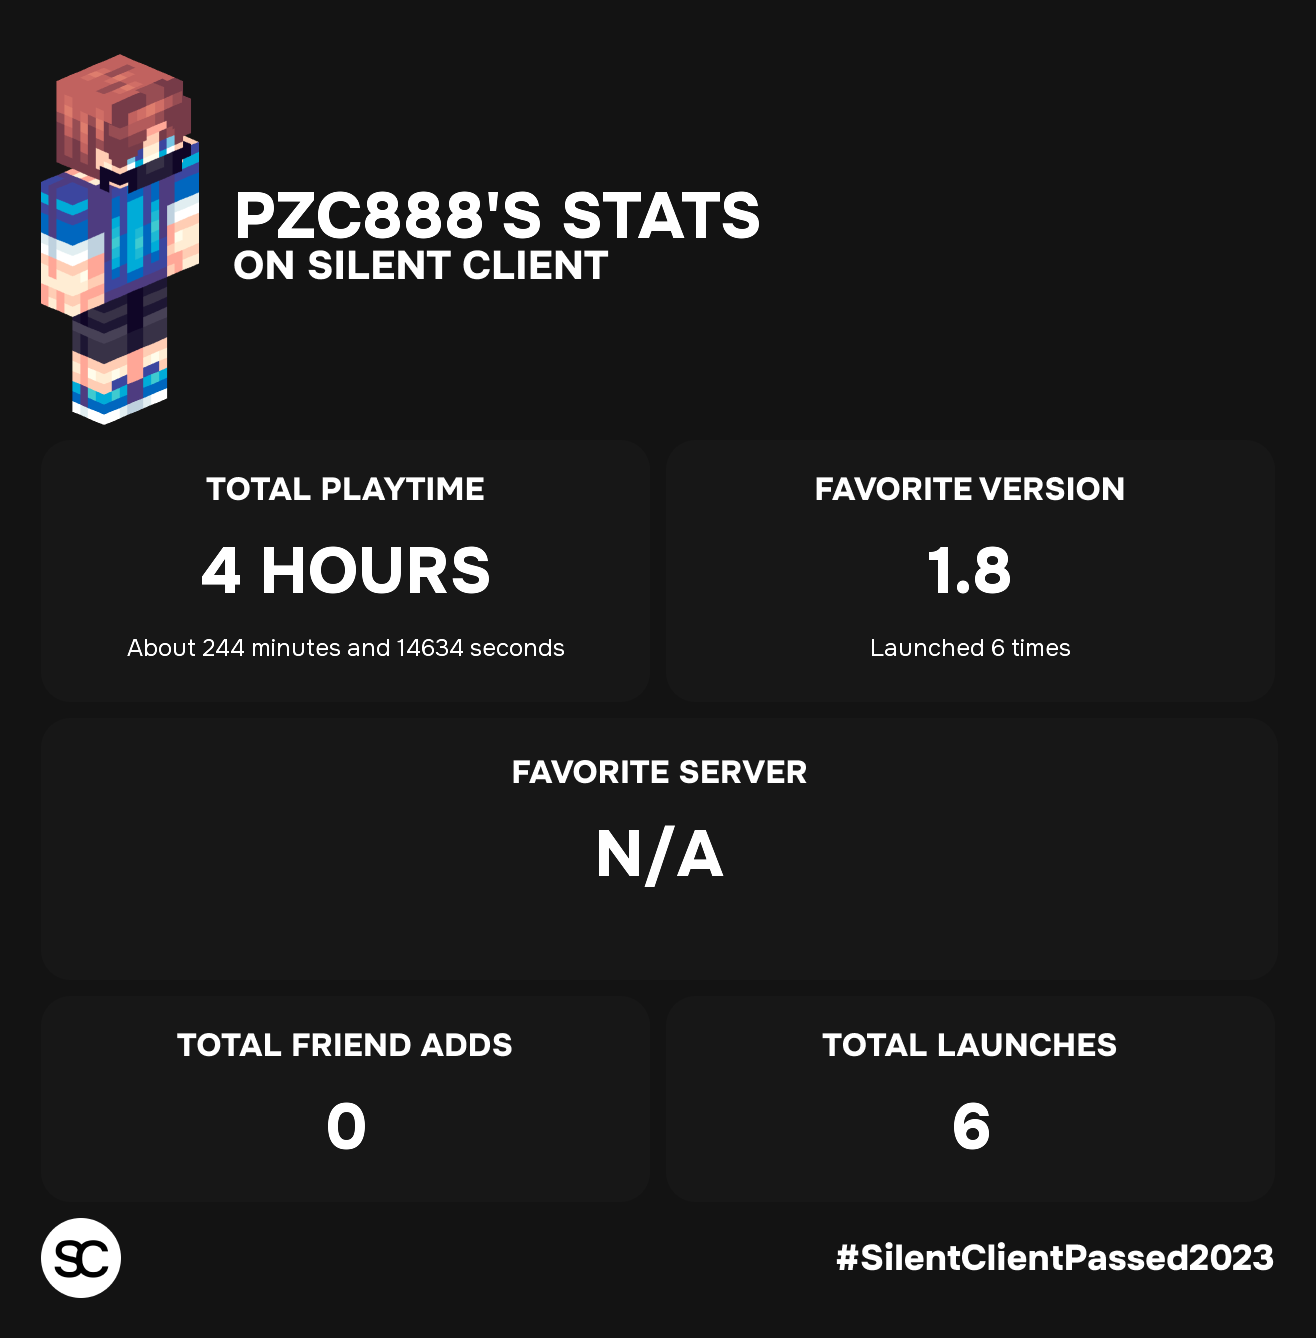 PZC888'S STATS
ON SILENT CLIENT
TOTAL PLAYTIME
4 HOURS
About 244 minutes and 14634 seconds
FAVORITE VERSION
1.8
Launched 6 times
FAVORITE SERVER
N/A
TOTAL FRIEND ADDS
0
TOTAL LAUNCHES
6
SC
#SilentClientPassed2023